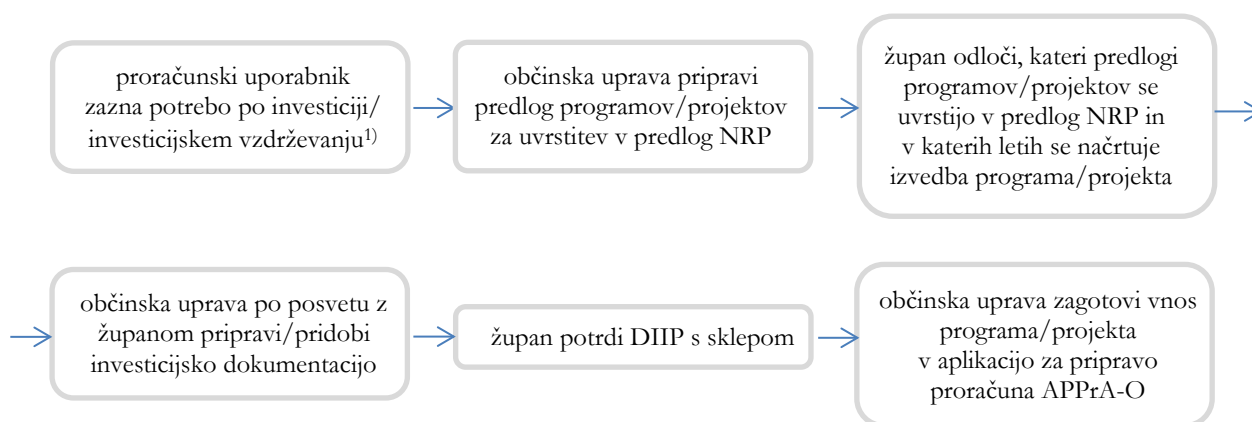 proračunski uporabnik
zazna potrebo po investiciji/
investicijskem vzdrževanju¹⁾
občinska uprava pripravi
predlog programov/projektov
za uvrstitev v predlog NRP
župan odloči, kateri predlogi
programov/projektov se
uvrstijo v predlog NRP in
v katerih letih se načrtuje
izvedba programa/projekta
občinska uprava po posvetu z
županom pripravi/pridobi
investicijsko dokumentacijo
župan potrdi DIIP s sklepom
občinska uprava zagotovi vnos
programa/projekta
v aplikacijo za pripravo
proračuna APPrA-O